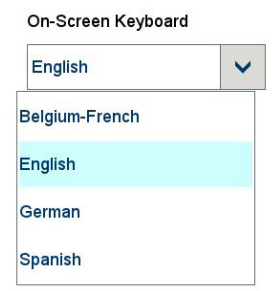 On-Screen Keyboard
English
Belgium-French
English
German
Spanish